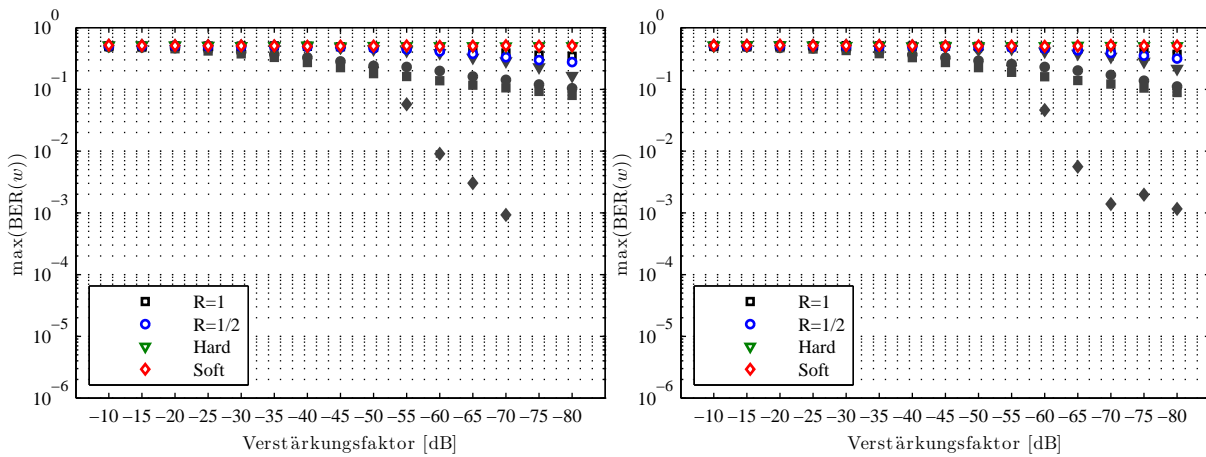 max(BER(w))
10^0
10^−1
10^−2
10^−3
10^−4
10^−5
10^−6
R=1
R=1/2
Hard
Soft
−10 −15 −20 −25 −30 −35 −40 −45 −50 −55 −60 −65 −70 −75 −80
Verstärkungsfaktor [dB]
max(BER(w))
10^0
10^−1
10^−2
10^−3
10^−4
10^−5
10^−6
R=1
R=1/2
Hard
Soft
−10 −15 −20 −25 −30 −35 −40 −45 −50 −55 −60 −65 −70 −75 −80
Verstärkungsfaktor [dB]